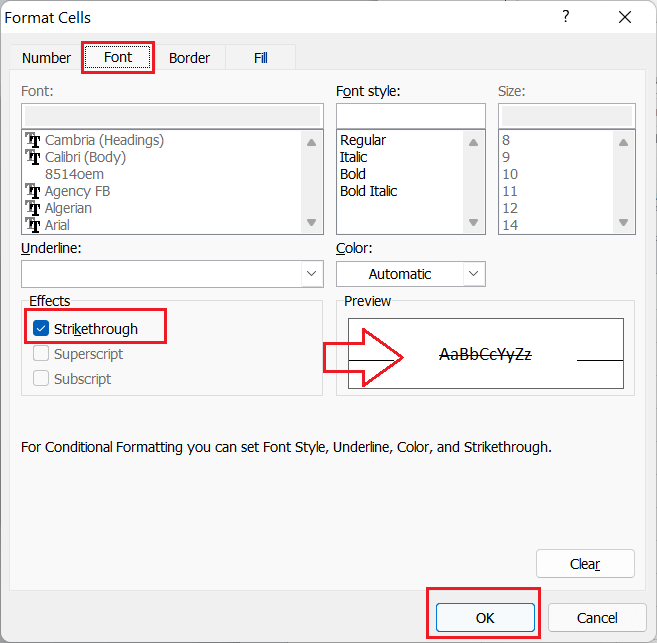 Format Cells ?
Number Font Border Fill
Font: Font style: Size:
Cambria (Headings) Regular 8
Calibri (Body) Italic 9
8514oem Bold 10
Agency FB Bold Italic 11
Algerian 12
Arial 14
Underline: Color:
Automatic
Effects Preview
Strikethrough AaBbCcYyZz
Superscript
Subscript
For Conditional Formatting you can set Font Style, Underline, Color, and Strikethrough.
Clear
OK Cancel